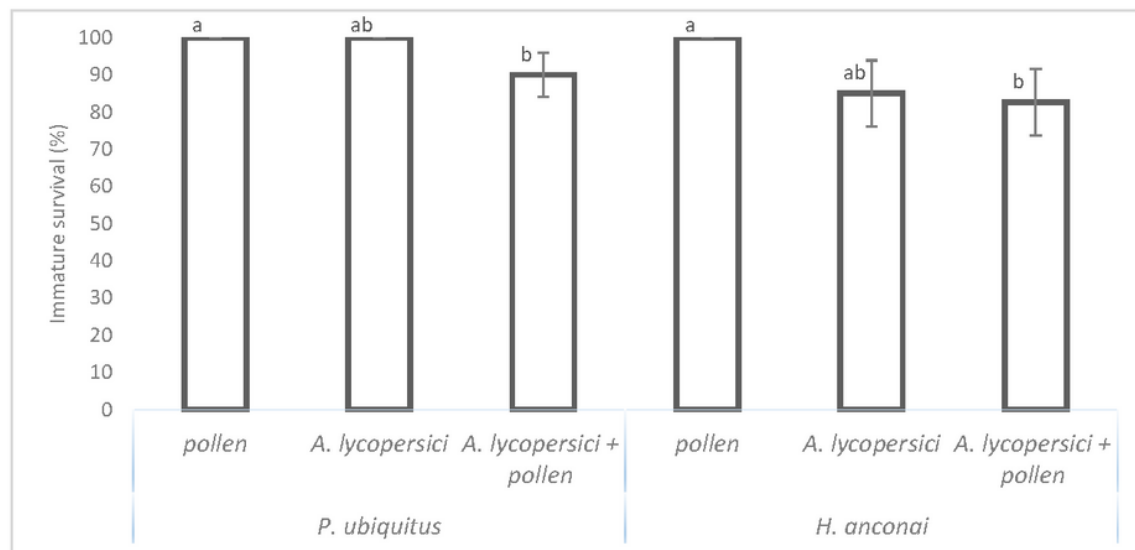 a
ab
b
a
ab
b
Immature survival (%)
100
90
80
70
60
50
40
30
20
10
0
pollen
A. lycopersici
A. lycopersici +
pollen
pollen
A. lycopersici
A. lycopersici +
pollen
P. ubiquitus
H. anconai